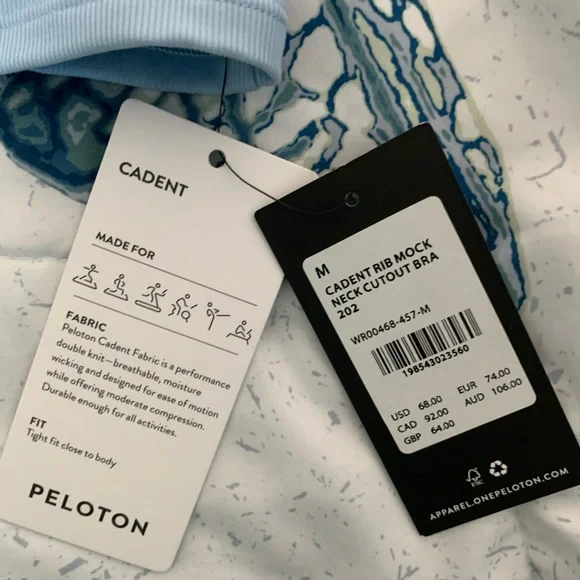 CADENT
MADE FOR
FABRIC
Peloton Cadent Fabric is a performance
double knit—breathable, moisture
wicking and designed for ease of motion
while offering moderate compression.
Durable enough for all activities.
FIT
Tight fit close to body
PELOTON
M
CADENT RIB MOCK
NECK CUTOUT BRA
202
WR00468-457-M
198543023560
USD 68.00 EUR 74.00
CAD 92.00 AUD 106.00
GBP 64.00
FSC
APPAREL.ONEPELOTON.COM